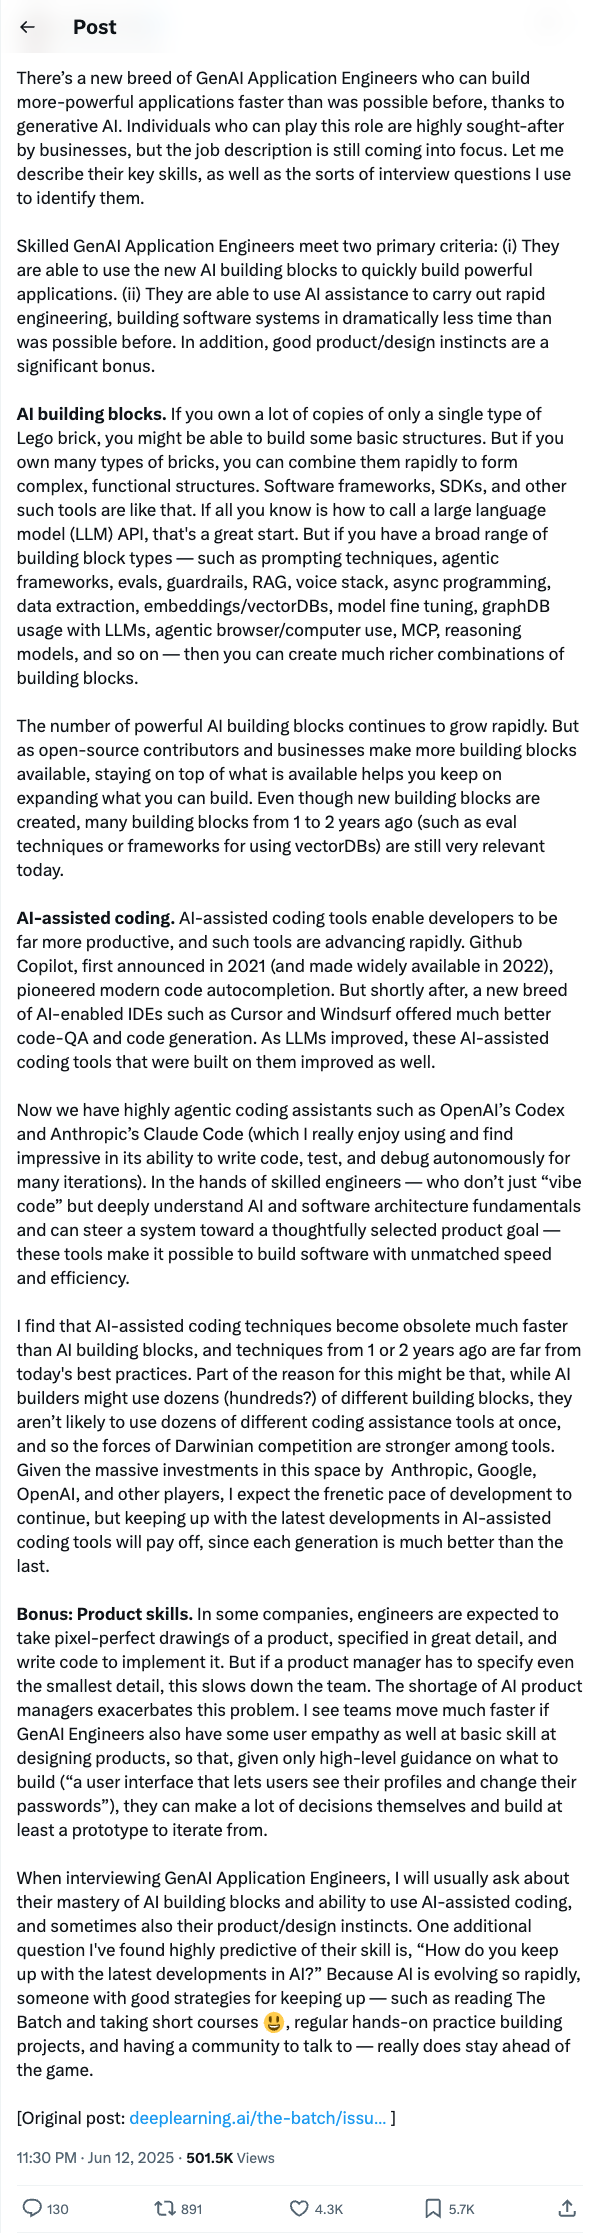 Post
There’s a new breed of GenAI Application Engineers who can build
more-powerful applications faster than was possible before, thanks to
generative AI. Individuals who can play this role are highly sought-after
by businesses, but the job description is still coming into focus. Let me
describe their key skills, as well as the sorts of interview questions I use
to identify them.
Skilled GenAI Application Engineers meet two primary criteria: (i) They
are able to use the new AI building blocks to quickly build powerful
applications. (ii) They are able to use AI assistance to carry out rapid
engineering, building software systems in dramatically less time than
was possible before. In addition, good product/design instincts are a
significant bonus.
AI building blocks. If you own a lot of copies of only a single type of
Lego brick, you might be able to build some basic structures. But if you
own many types of bricks, you can combine them rapidly to form
complex, functional structures. Software frameworks, SDKs, and other
such tools are like that. If all you know is how to call a large language
model (LLM) API, that's a great start. But if you have a broad range of
building block types — such as prompting techniques, agentic
frameworks, evals, guardrails, RAG, voice stack, async programming,
data extraction, embeddings/vectorDBs, model fine tuning, graphDB
usage with LLMs, agentic browser/computer use, MCP, reasoning
models, and so on — then you can create much richer combinations of
building blocks.
The number of powerful AI building blocks continues to grow rapidly. But
as open-source contributors and businesses make more building blocks
available, staying on top of what is available helps you keep on
expanding what you can build. Even though new building blocks are
created, many building blocks from 1 to 2 years ago (such as eval
techniques or frameworks for using vectorDBs) are still very relevant
today.
AI-assisted coding. AI-assisted coding tools enable developers to be
far more productive, and such tools are advancing rapidly. Github
Copilot, first announced in 2021 (and made widely available in 2022),
pioneered modern code autocompletion. But shortly after, a new breed
of AI-enabled IDEs such as Cursor and Windsurf offered much better
code-QA and code generation. As LLMs improved, these AI-assisted
coding tools that were built on them improved as well.
Now we have highly agentic coding assistants such as OpenAI’s Codex
and Anthropic’s Claude Code (which I really enjoy using and find
impressive in its ability to write code, test, and debug autonomously for
many iterations). In the hands of skilled engineers — who don’t just “vibe
code” but deeply understand AI and software architecture fundamentals
and can steer a system toward a thoughtfully selected product goal —
these tools make it possible to build software with unmatched speed
and efficiency.
I find that AI-assisted coding techniques become obsolete much faster
than AI building blocks, and techniques from 1 or 2 years ago are far from
today's best practices. Part of the reason for this might be that, while AI
builders might use dozens (hundreds?) of different building blocks, they
aren’t likely to use dozens of different coding assistance tools at once,
and so the forces of Darwinian competition are stronger among tools.
Given the massive investments in this space by  Anthropic, Google,
OpenAI, and other players, I expect the frenetic pace of development to
continue, but keeping up with the latest developments in AI-assisted
coding tools will pay off, since each generation is much better than the
last.
Bonus: Product skills. In some companies, engineers are expected to
take pixel-perfect drawings of a product, specified in great detail, and
write code to implement it. But if a product manager has to specify even
the smallest detail, this slows down the team. The shortage of AI product
managers exacerbates this problem. I see teams move much faster if
GenAI Engineers also have some user empathy as well at basic skill at
designing products, so that, given only high-level guidance on what to
build (“a user interface that lets users see their profiles and change their
passwords”), they can make a lot of decisions themselves and build at
least a prototype to iterate from.
When interviewing GenAI Application Engineers, I will usually ask about
their mastery of AI building blocks and ability to use AI-assisted coding,
and sometimes also their product/design instincts. One additional
question I've found highly predictive of their skill is, “How do you keep
up with the latest developments in AI?” Because AI is evolving so rapidly,
someone with good strategies for keeping up — such as reading The
Batch and taking short courses 😃, regular hands-on practice building
projects, and having a community to talk to — really does stay ahead of
the game.
[Original post: deeplearning.ai/the-batch/issu... ]
11:30 PM · Jun 12, 2025 · 501.5K Views
130 891 4.3K 5.7K